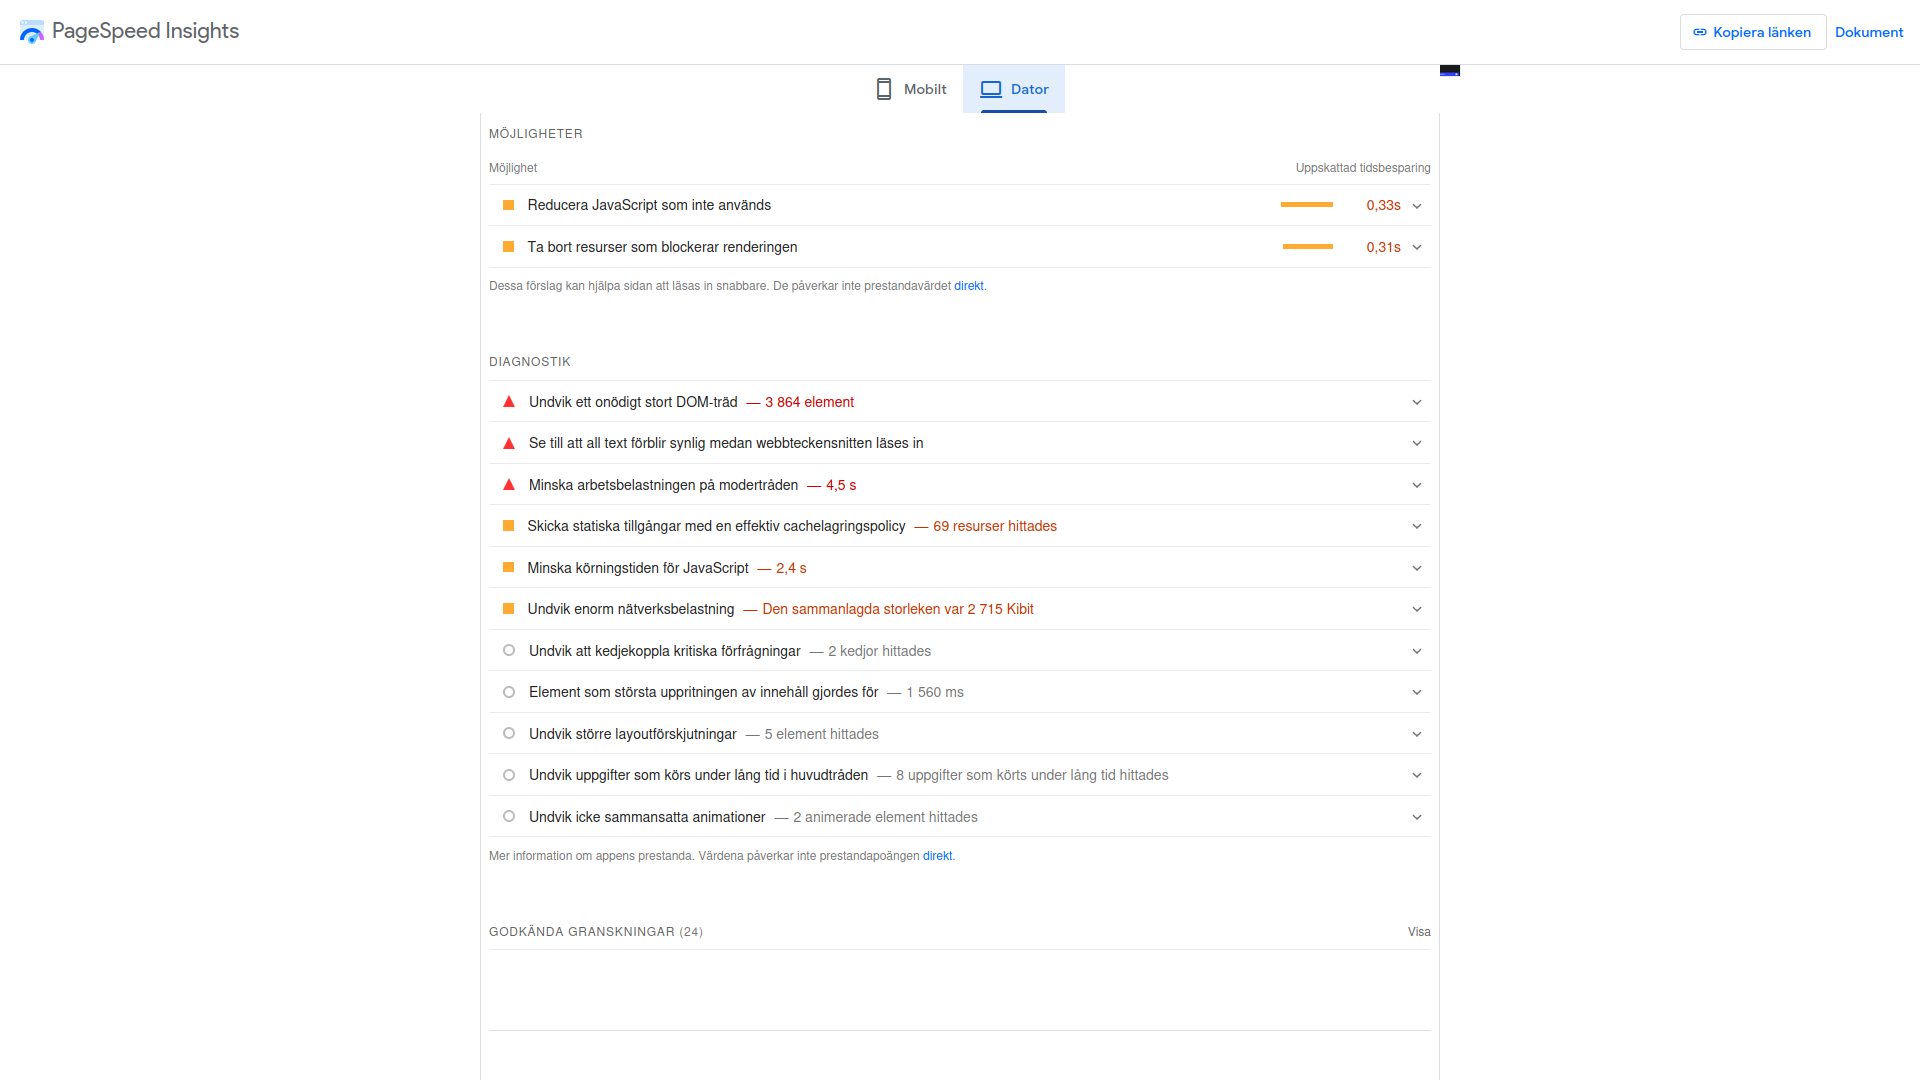 PageSpeed Insights
Kopiera länken
Dokument
Mobilt
Dator
MÖJLIGHETER
Möjlighet Uppskattad tidsbesparing
Reducera JavaScript som inte används 0,33s
Ta bort resurser som blockerar renderingen 0,31s
Dessa förslag kan hjälpa sidan att läsas in snabbare. De påverkar inte prestandavärdet direkt.
DIAGNOSTIK
Undvik ett onödigt stort DOM-träd — 3 864 element
Se till att all text förblir synlig medan webbteckensnitten läses in
Minska arbetsbelastningen på modertråden — 4,5 s
Skicka statiska tillgångar med en effektiv cachelagringspolicy — 69 resurser hittades
Minska körningstiden för JavaScript — 2,4 s
Undvik enorm nätverksbelastning — Den sammanlagda storleken var 2 715 Kibit
Undvik att kedjekoppla kritiska förfrågningar — 2 kedjor hittades
Element som största uppritningen av innehåll gjordes för — 1 560 ms
Undvik större layoutförskjutningar — 5 element hittades
Undvik uppgifter som körs under lång tid i huvudtråden — 8 uppgifter som körts under lång tid hittades
Undvik icke sammansatta animationer — 2 animerade element hittades
Mer information om appens prestanda. Värdena påverkar inte prestandapoängen direkt.
GODKÄNDA GRANSKNINGAR (24) Visa